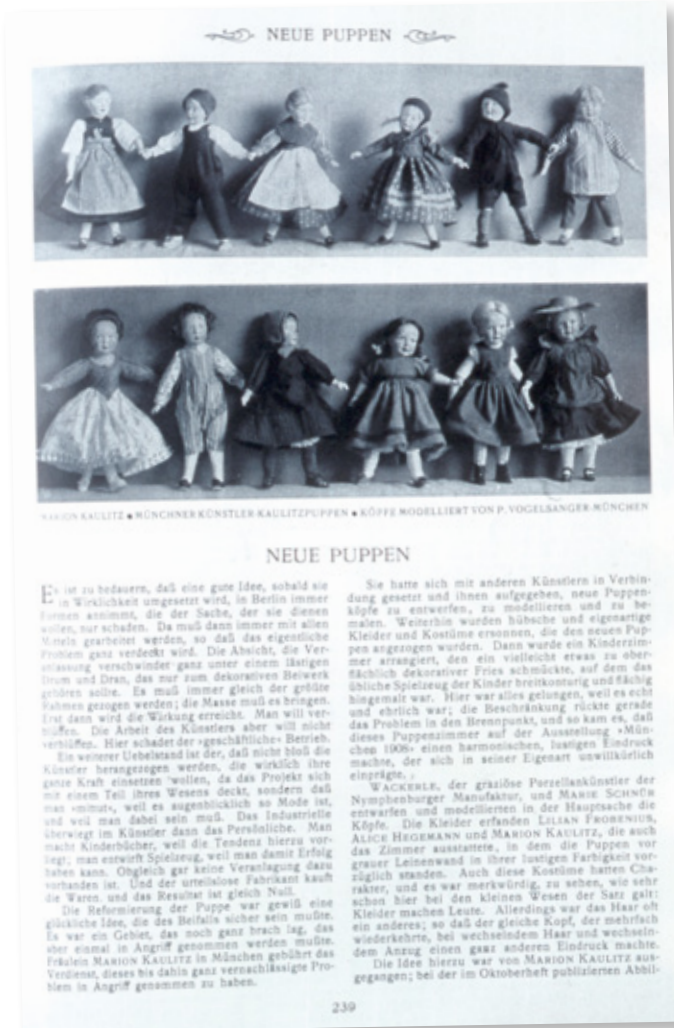 NEUE PUPPEN
MARION KAULITZ ● MÜNCHNER KÜNSTLER-KAULITZPUPPEN ● KÖPFE MODELLIERT VON P. VOGELSANGER-MÜNCHEN
NEUE PUPPEN
Es ist zu bedauern, daß eine gute Idee, sobald sie
in Wirklichkeit umgesetzt wird, in Berlin immer
Formen annimmt, die der Sache, der sie dienen
wollen, nur schaden. Da muß dann immer mit allen
Mitteln gearbeitet werden, so daß das eigentliche
Problem ganz verdeckt wird. Die Absicht, die Ver-
anlassung verschwindet ganz unter einem lästigen
Drum und Dran, das nur zum dekorativen Beiwerk
gehören sollte. Es muß immer gleich der größte
Rahmen gezogen werden; die Masse muß es bringen.
Erst dann wird die Wirkung erreicht. Man will ver-
blüffen. Die Arbeit des Künstlers aber will nicht
verblüffen. Hier schadet der »geschäftliche« Betrieb.
Ein weiterer Uebelstand ist der, daß nicht bloß die
Künstler herangezogen werden, die wirklich ihre
ganze Kraft einsetzen wollen, da das Projekt sich
mit einem Teil ihres Wesens deckt, sondern daß
man »mitmacht«, weil es augenblicklich so Mode ist,
und weil man dabei sein muß. Das Industrielle
überwiegt im Künstler dann das Persönliche. Man
macht Kinderbücher, weil die Tendenz hierzu vor-
liegt; man entwirft Spielzeug, weil man damit Erfolg
haben kann. Obgleich gar keine Veranlagung dazu
vorhanden ist. Und der urteilslose Fabrikant kauft
die Waren, und das Resultat ist gleich Null.
Die Reformierung der Puppe war gewiß eine
glückliche Idee, die des Beifalls sicher sein mußte.
Es war ein Gebiet, das noch ganz brach lag, das
aber einmal in Angriff genommen werden mußte.
Fräulein MARION KAULITZ in München gebührt das
Verdienst, dieses bis dahin ganz vernachlässigte Pro-
blem in Angriff genommen zu haben.
Sie hatte sich mit anderen Künstlern in Verbin-
dung gesetzt und ihnen aufgegeben, neue Puppen-
köpfe zu entwerfen, zu modellieren und zu be-
malen. Weiterhin wurden hübsche und eigenartige
Kleider und Kostüme ersonnen, die den neuen Pup-
pen angezogen wurden. Dann wurde ein Kinderzim-
mer arrangiert, den ein vielleicht etwas zu ober-
flächlich dekorativer Fries schmückte, auf dem das
übliche Spielzeug der Kinder breitkonturig und flächig
hingemalt war. Hier war alles gelungen, weil es echt
und ehrlich war; die Beschränkung rückte gerade
das Problem in den Brennpunkt, und so kam es, daß
dieses Puppenzimmer auf der Ausstellung »Mün-
chen 1908« einen harmonischen, lustigen Eindruck
machte, der sich in seiner Eigenart unwillkürlich
einprägte.
WACKERLE, der graziöse Porzellankünstler der
Nymphenburger Manufaktur, und MARIE SCHNÜR
entwarfen und modellierten in der Hauptsache die
Köpfe. Die Kleider erfanden LILIAN FROBENIUS,
ALICE HEGEMANN und MARION KAULITZ, die auch
das Zimmer ausstattete, in dem die Puppen vor
grauer Leinenwand in ihrer lustigen Farbigkeit vor-
züglich standen. Auch diese Kostüme hatten Cha-
rakter, und es war merkwürdig, zu sehen, wie sehr
schon hier bei den kleinen Wesen der Satz galt:
Kleider machen Leute. Allerdings war das Haar oft
ein anderes; so daß der gleiche Kopf, der mehrfach
wiederkehrte, bei wechselndem Haar und wechseln-
dem Anzug einen ganz anderen Eindruck machte.
Die Idee hierzu war von MARION KAULITZ aus-
gegangen; bei der im Oktoberheft publizierten Abbil-
239